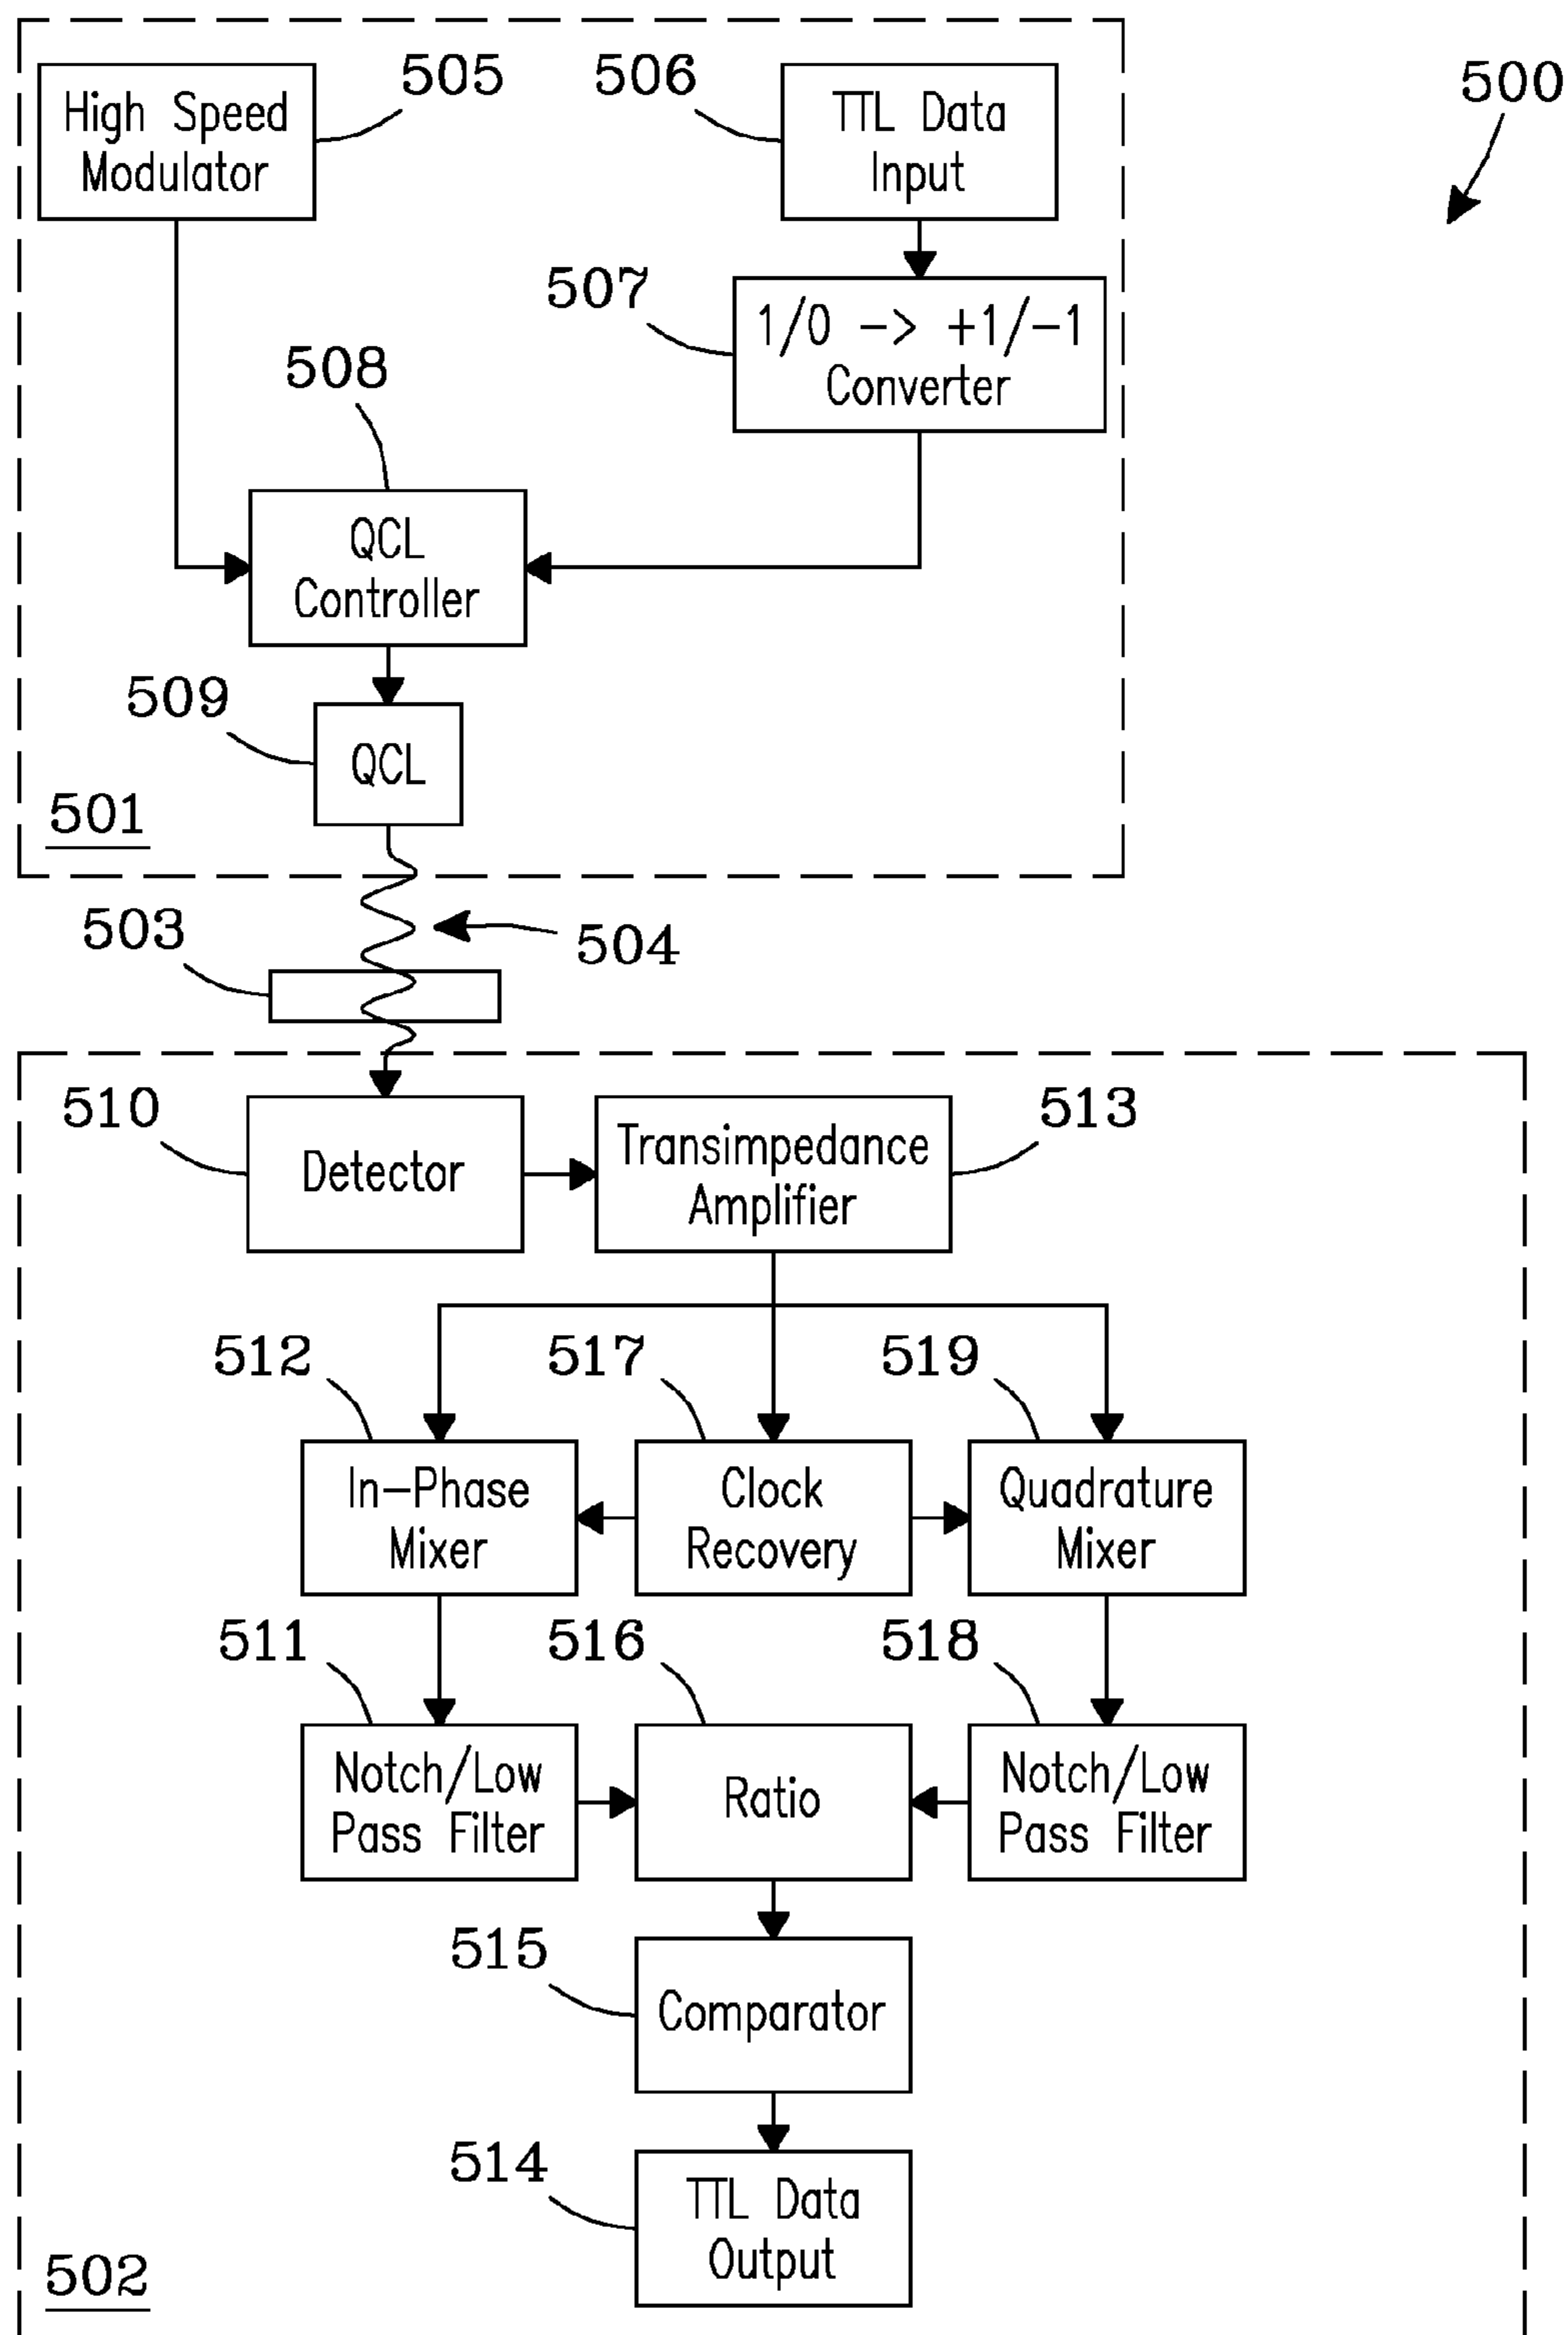 500
505
High Speed
Modulator
506
TTL Data
Input
507
1/0 -> +1/-1
Converter
508
QCL
Controller
509
QCL
501
503
504
510
Detector
Transimpedance
Amplifier
513
512
517
519
In-Phase
Mixer
Clock
Recovery
Quadrature
Mixer
511
516
518
Notch/Low
Pass Filter
Ratio
Notch/Low
Pass Filter
515
Comparator
514
TTL Data
Output
502